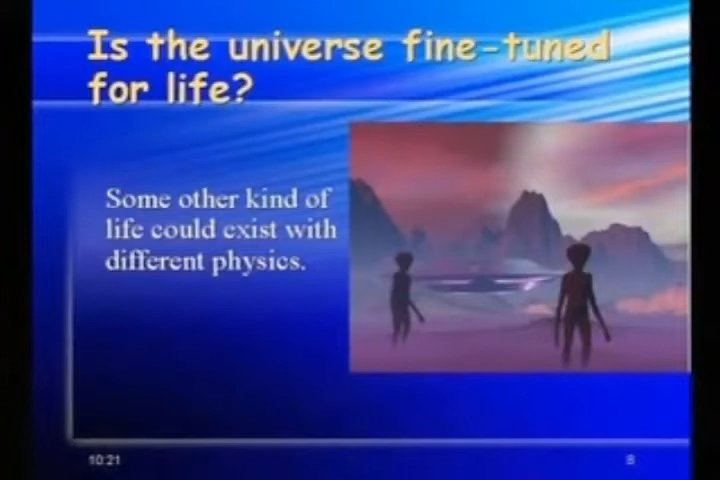 Is the universe fine-tuned
for life?
Some other kind of
life could exist with
different physics.
10:21
8